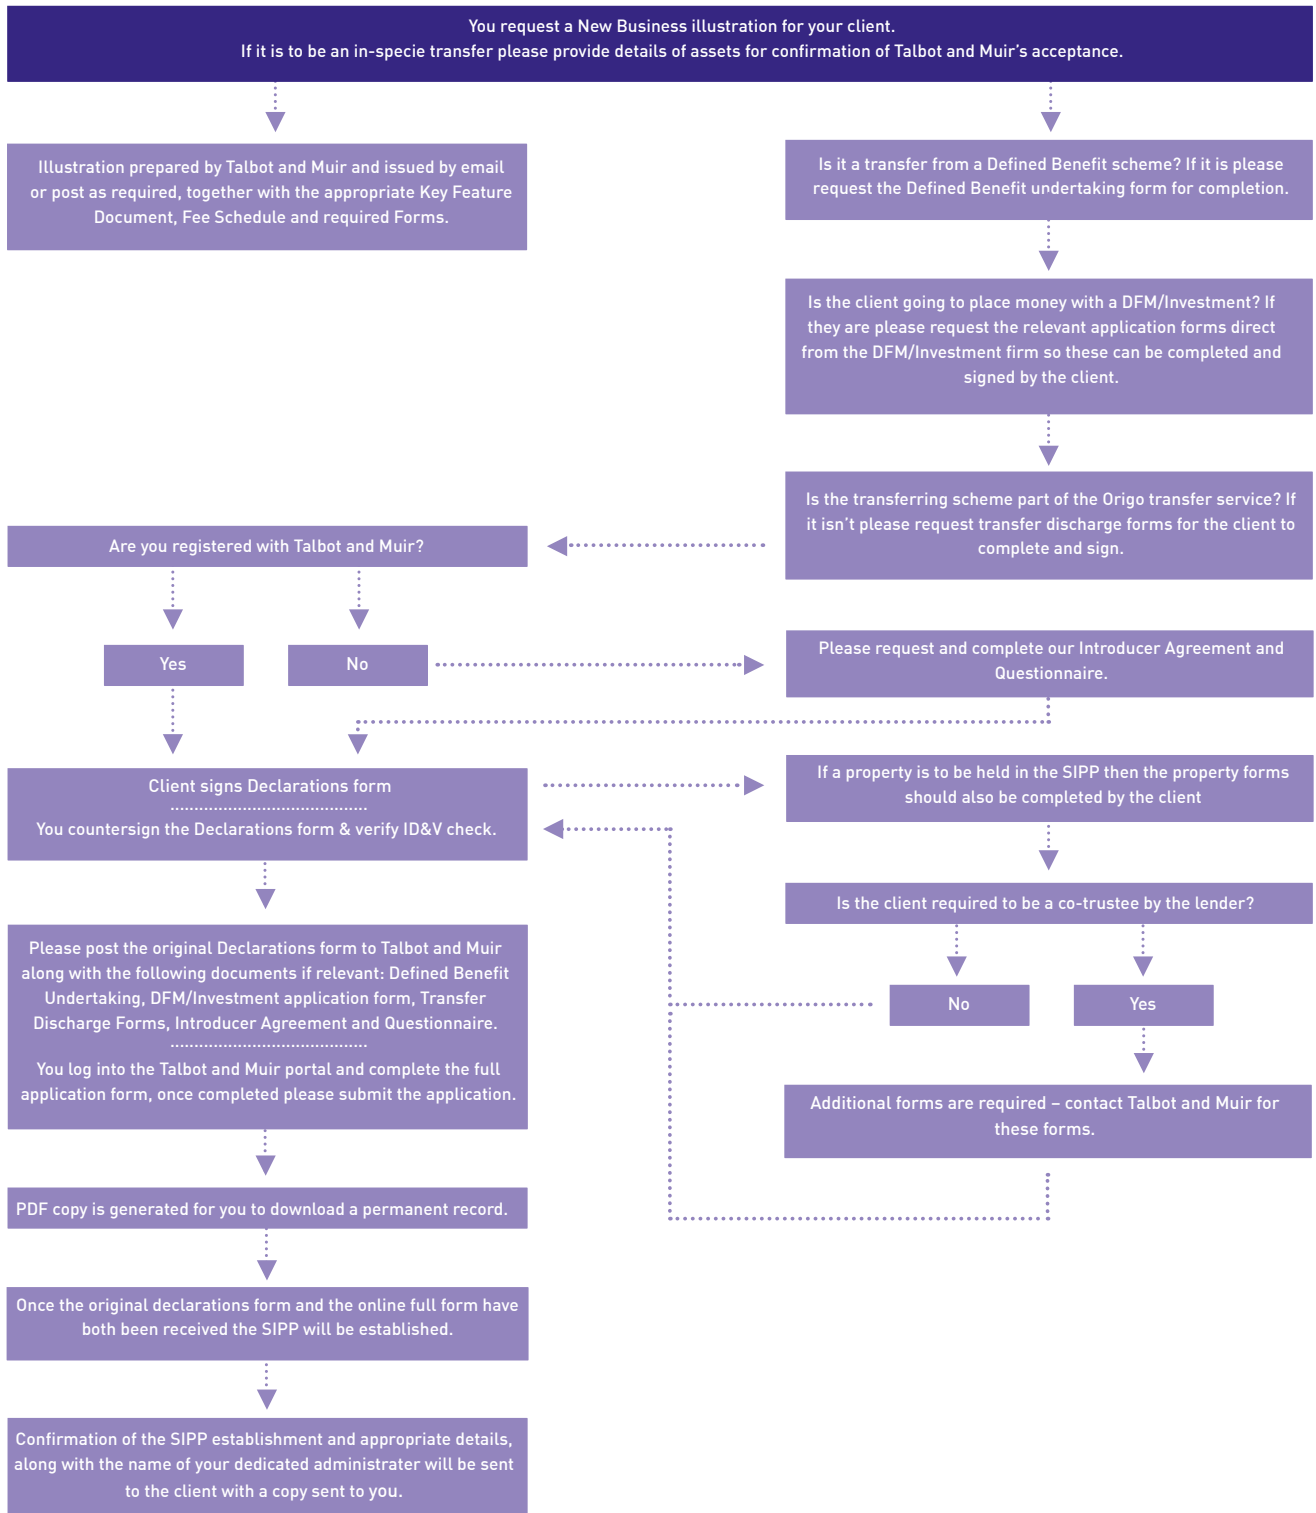 You request a New Business illustration for your client.
If it is to be an in-specie transfer please provide details of assets for confirmation of Talbot and Muir's acceptance.
Illustration prepared by Talbot and Muir and issued by email
or post as required, together with the appropriate Key Feature
Document, Fee Schedule and required Forms.
Is it a transfer from a Defined Benefit scheme? If it is please
request the Defined Benefit undertaking form for completion.
Is the client going to place money with a DFM/Investment? If
they are please request the relevant application forms direct
from the DFM/Investment firm so these can be completed and
signed by the client.
Is the transferring scheme part of the Origo transfer service? If
it isn't please request transfer discharge forms for the client to
complete and sign.
Are you registered with Talbot and Muir?
Yes
No
Please request and complete our Introducer Agreement and
Questionnaire.
Client signs Declarations form
You countersign the Declarations form & verify ID&V check.
If a property is to be held in the SIPP then the property forms
should also be completed by the client
Is the client required to be a co-trustee by the lender?
No
Yes
Additional forms are required – contact Talbot and Muir for
these forms.
Please post the original Declarations form to Talbot and Muir
along with the following documents if relevant: Defined Benefit
Undertaking, DFM/Investment application form, Transfer
Discharge Forms, Introducer Agreement and Questionnaire.
You log into the Talbot and Muir portal and complete the full
application form, once completed please submit the application.
PDF copy is generated for you to download a permanent record.
Once the original declarations form and the online full form have
both been received the SIPP will be established.
Confirmation of the SIPP establishment and appropriate details,
along with the name of your dedicated administrater will be sent
to the client with a copy sent to you.